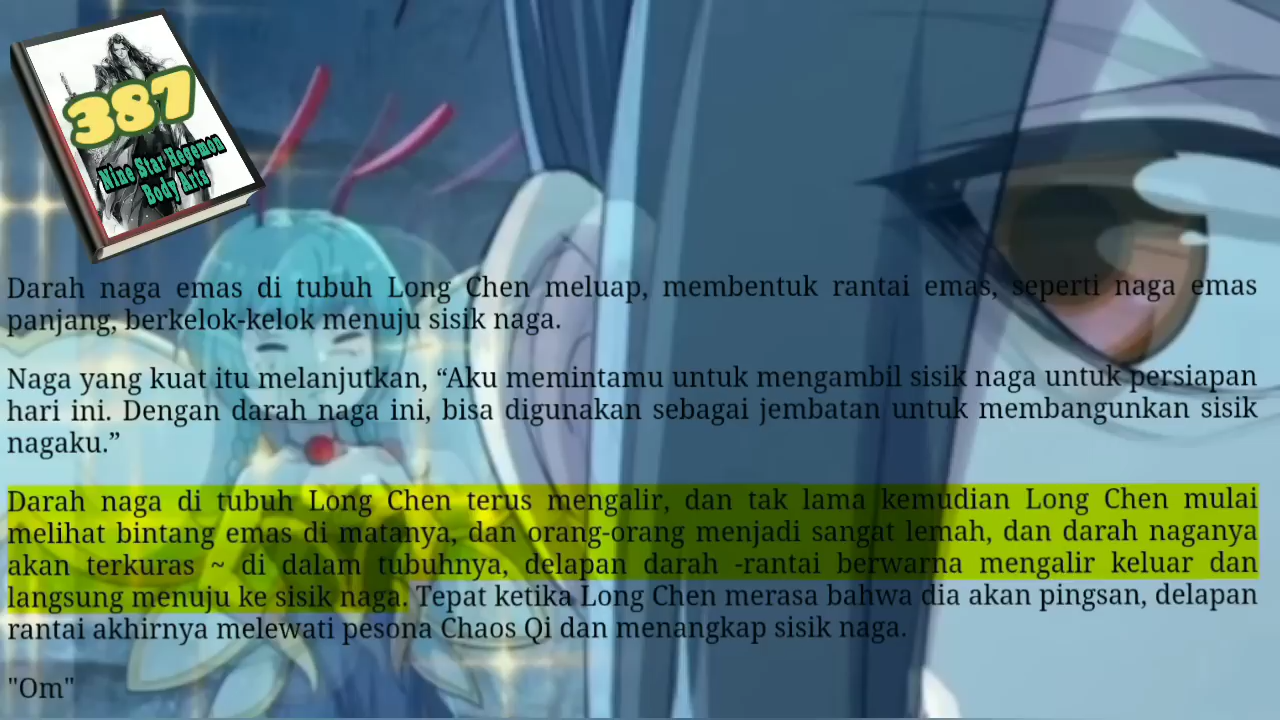 387
Nine Star Hegemon
Body Arts
Darah naga emas di tubuh Long Chen meluap, membentuk rantai emas, seperti naga emas
panjang, berkelok-kelok menuju sisik naga.
Naga yang kuat itu melanjutkan, “Aku memintamu untuk mengambil sisik naga untuk persiapan
hari ini. Dengan darah naga ini, bisa digunakan sebagai jembatan untuk membangunkan sisik
nagaku.”
Darah naga di tubuh Long Chen terus mengalir, dan tak lama kemudian Long Chen mulai
melihat bintang emas di matanya, dan orang-orang menjadi sangat lemah, dan darah naganya
akan terkuras ~ di dalam tubuhnya, delapan darah -rantai berwarna mengalir keluar dan
langsung menuju ke sisik naga. Tepat ketika Long Chen merasa bahwa dia akan pingsan, delapan
rantai akhirnya melewati pesona Chaos Qi dan menangkap sisik naga.
"Om"